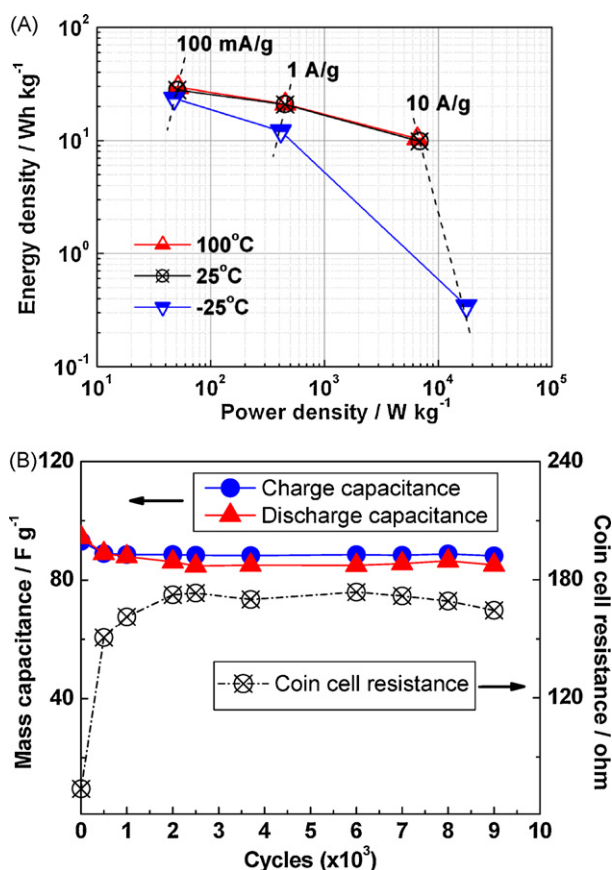 (A)
10²
10¹
10⁰
10⁻¹
Energy density / Wh kg⁻¹
100 mA/g
1 A/g
10 A/g
100°C
25°C
-25°C
10¹ 10² 10³ 10⁴ 10⁵
Power density / W kg⁻¹
(B)
120
80
40
Mass capacitance / F g⁻¹
240
180
120
Coin cell resistance / ohm
Charge capacitance
Discharge capacitance
Coin cell resistance
0 1 2 3 4 5 6 7 8 9 10
Cycles (x10³)